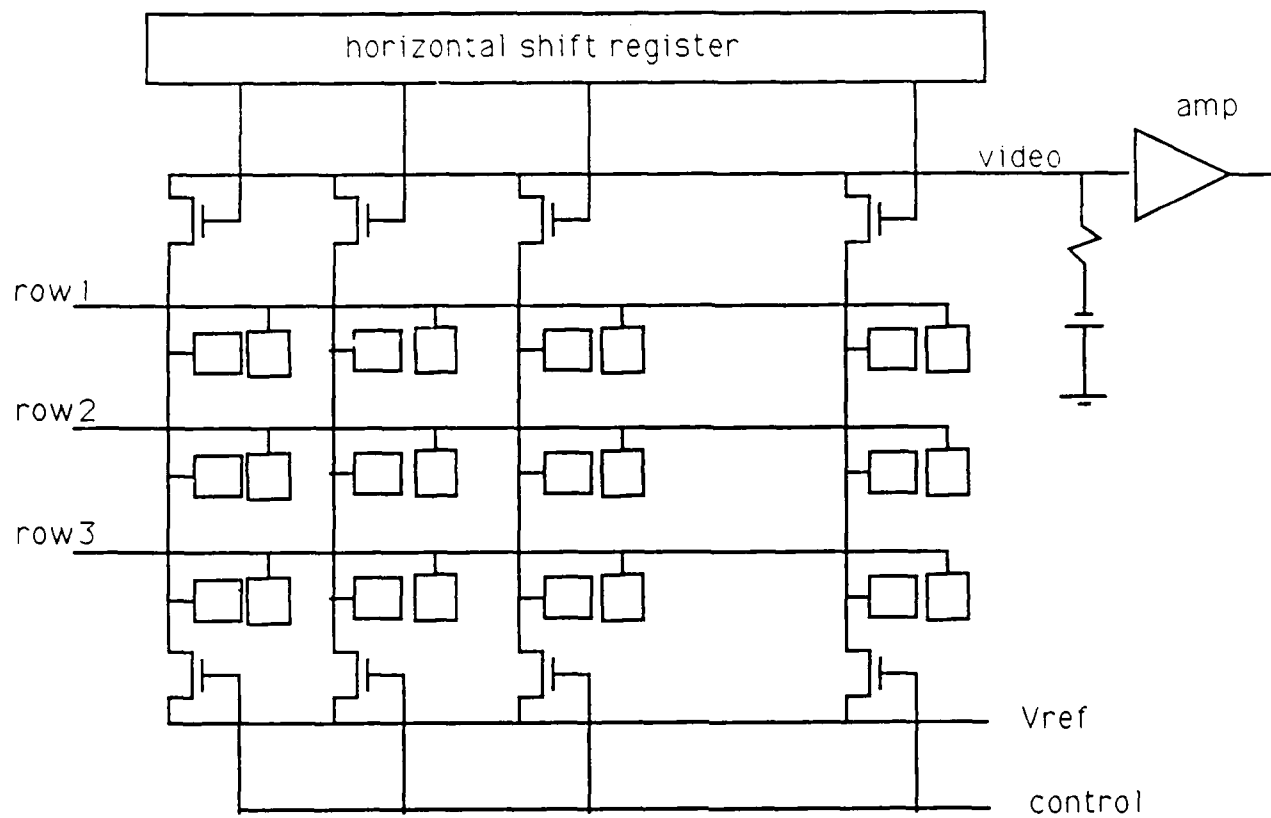 horizontal shift register
amp
video
row1
row2
row3
Vref
control